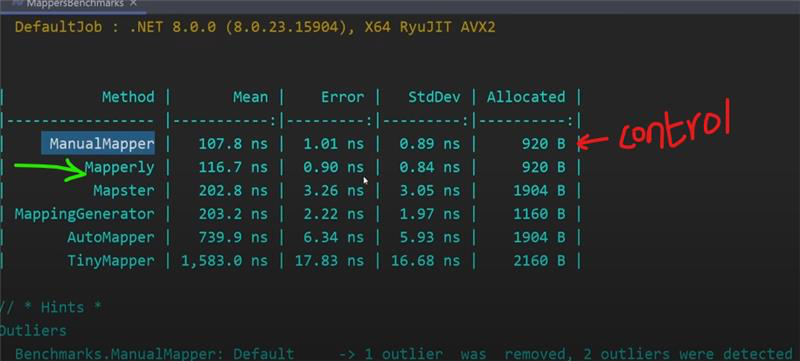 MappersBenchmarks ×
DefaultJob : .NET 8.0.0 (8.0.23.15904), X64 RyuJIT AVX2
| Method | Mean | Error | StdDev | Allocated |
|----------------- |-----------:|----------:|----------:|----------:|
| ManualMapper | 107.8 ns | 1.01 ns | 0.89 ns | 920 B | control
| Mapperly | 116.7 ns | 0.90 ns | 0.84 ns | 920 B |
| Mapster | 202.8 ns | 3.26 ns | 3.05 ns | 1904 B |
| MappingGenerator | 203.2 ns | 2.22 ns | 1.97 ns | 1160 B |
| AutoMapper | 739.9 ns | 6.34 ns | 5.93 ns | 1904 B |
| TinyMapper | 1,583.0 ns | 17.83 ns | 16.68 ns | 2160 B |
// * Hints *
Outliers
Benchmarks.ManualMapper: Default -> 1 outlier was removed, 2 outliers were detected